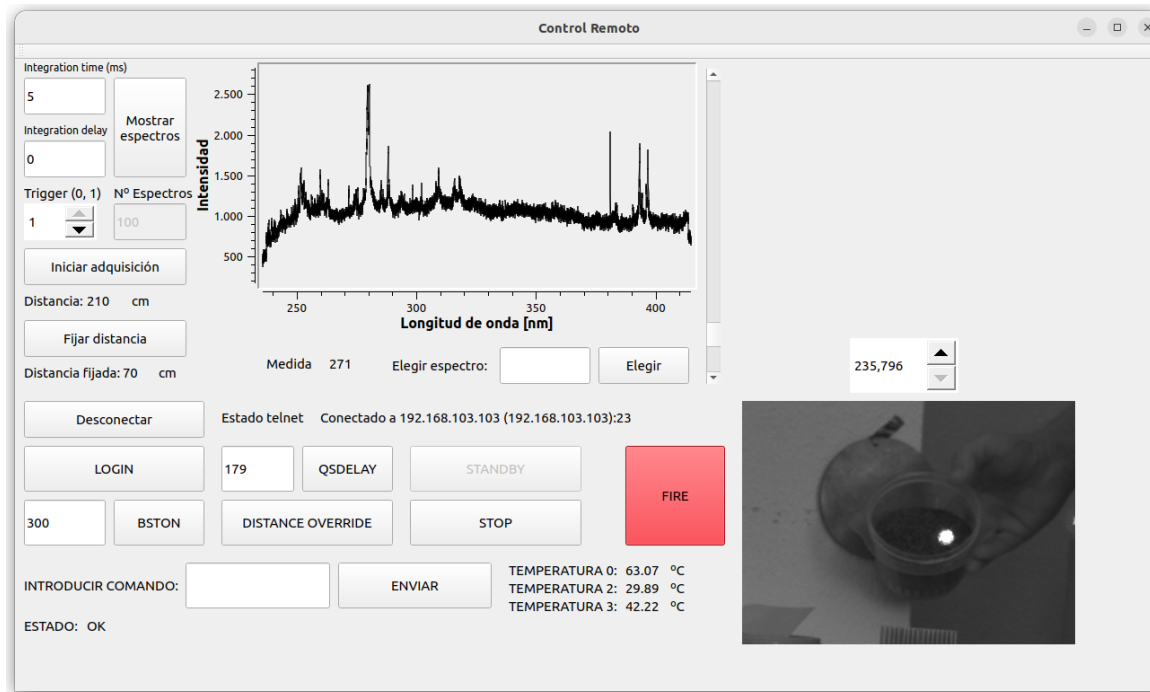 Control Remoto
Integration time (ms)
5
Mostrar espectros
Integration delay
0
Trigger (0, 1) Nº Espectros
1 100
Iniciar adquisición
Distancia: 210 cm
Fijar distancia
Distancia fijada: 70 cm
Intensidad
2.500
2.000
1.500
1.000
500
250 300 350 400
Longitud de onda [nm]
Medida 271 Elegir espectro: Elegir
235,796
Desconectar Estado telnet Conectado a 192.168.103.103 (192.168.103.103):23
LOGIN 179 QSDELAY STANDBY
FIRE
300 BSTON DISTANCE OVERRIDE STOP
INTRODUCIR COMANDO: ENVIAR
TEMPERATURA 0: 63.07 ºC
TEMPERATURA 2: 29.89 ºC
TEMPERATURA 3: 42.22 ºC
ESTADO: OK